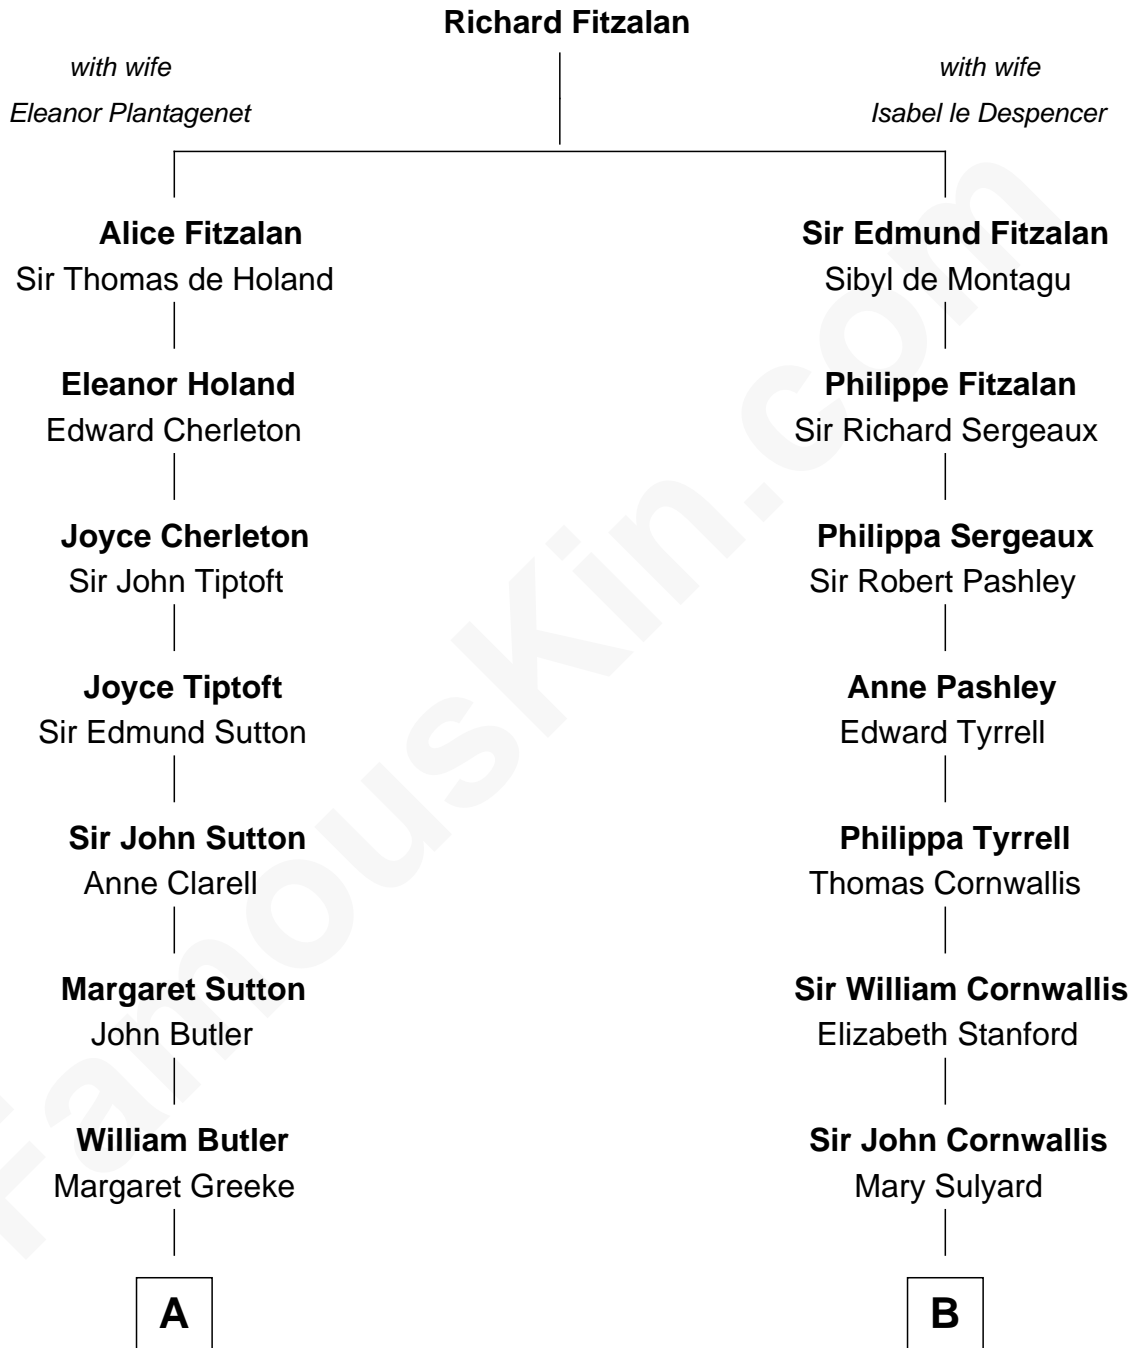 Richard Fitzalan
with wife
Eleanor Plantagenet
with wife
Isabel le Despencer
Alice Fitzalan
Sir Thomas de Holand
Sir Edmund Fitzalan
Sibyl de Montagu
Eleanor Holand
Edward Cherleton
Philippe Fitzalan
Sir Richard Sergeaux
Joyce Cherleton
Sir John Tiptoft
Philippa Sergeaux
Sir Robert Pashley
Joyce Tiptoft
Sir Edmund Sutton
Anne Pashley
Edward Tyrrell
Sir John Sutton
Anne Clarell
Philippa Tyrrell
Thomas Cornwallis
Margaret Sutton
John Butler
Sir William Cornwallis
Elizabeth Stanford
William Butler
Margaret Greeke
Sir John Cornwallis
Mary Sulyard
A
B
FamousKin.com